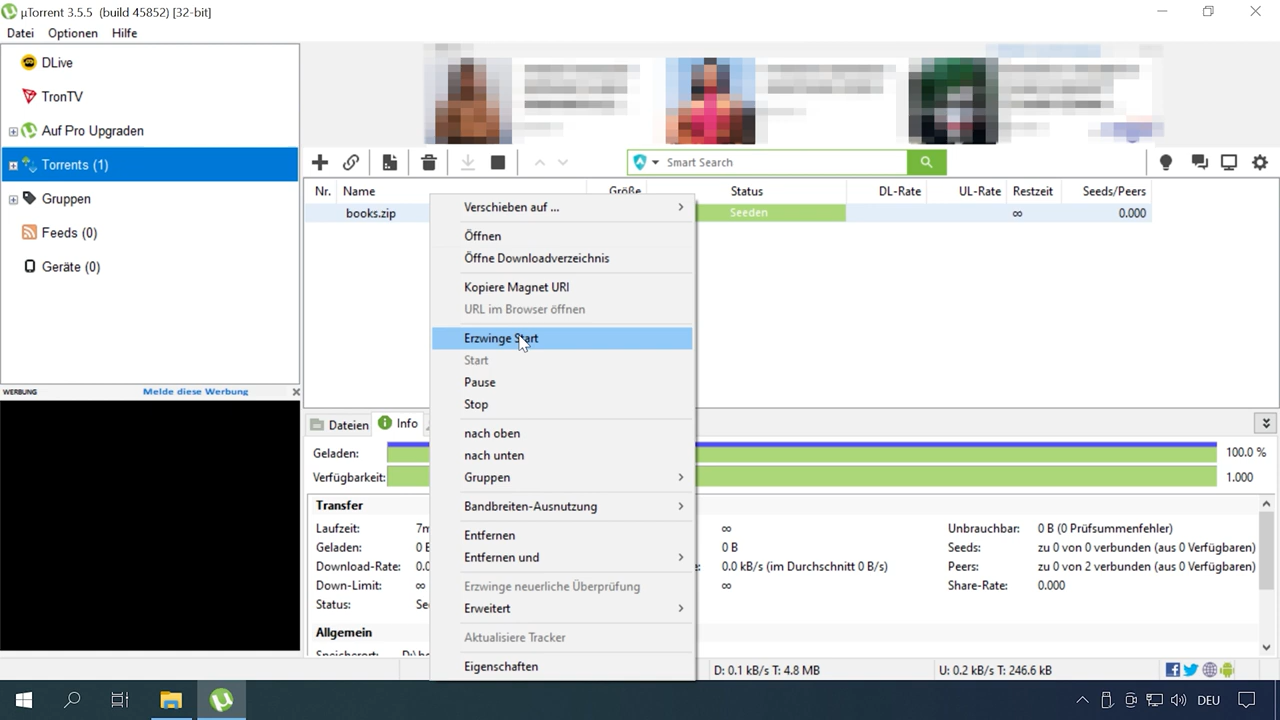 µTorrent 3.5.5 (build 45852) [32-bit]
Datei Optionen Hilfe
DLive
TronTV
Auf Pro Upgraden
Torrents (1)
Gruppen
Feeds (0)
Geräte (0)
WERBUNG Melde diese Werbung
Smart Search
Nr. Name Größe Status DL-Rate UL-Rate Restzeit Seeds/Peers
books.zip Seeden ∞ 0.000
Verschieben auf ...
Öffnen
Öffne Downloadverzeichnis
Kopiere Magnet URI
URL im Browser öffnen
Erzwinge Start
Start
Pause
Stop
nach oben
nach unten
Gruppen
Bandbreiten-Ausnutzung
Entfernen
Entfernen und
Erzwinge neuerliche Überprüfung
Erweitert
Aktualisiere Tracker
Eigenschaften
Dateien Info
Geladen: 100.0 %
Verfügbarkeit: 1.000
Transfer
Laufzeit: 7m ∞ Unbrauchbar: 0 B (0 Prüfsummenfehler)
Geladen: 0 B 0 B Seeds: zu 0 von 0 verbunden (aus 0 Verfügbaren)
Download-Rate: 0.0 0.0 kB/s (im Durchschnitt 0 B/s) Peers: zu 0 von 2 verbunden (aus 0 Verfügbaren)
Down-Limit: ∞ ∞ Share-Rate: 0.000
Status: See
Allgemein
D: 0.1 kB/s T: 4.8 MB U: 0.2 kB/s T: 246.6 kB
DEU